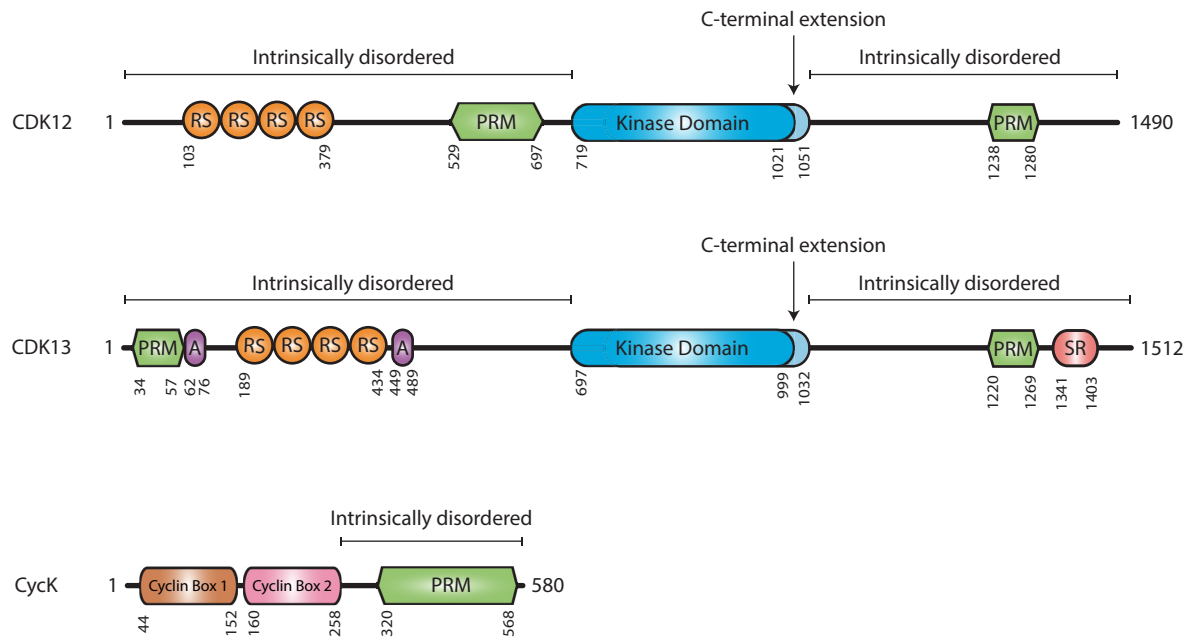 C-terminal extension
Intrinsically disordered
Intrinsically disordered
CDK12 1 RS RS RS RS PRM Kinase Domain PRM 1490
103 379 529 697 719 1021 1051 1238 1280
C-terminal extension
Intrinsically disordered
Intrinsically disordered
CDK13 1 PRM A RS RS RS RS A Kinase Domain PRM SR 1512
34 57 62 76 189 434 449 489 697 999 1032 1220 1269 1341 1403
Intrinsically disordered
CycK 1 Cyclin Box 1 Cyclin Box 2 PRM 580
44 152 160 258 320 568